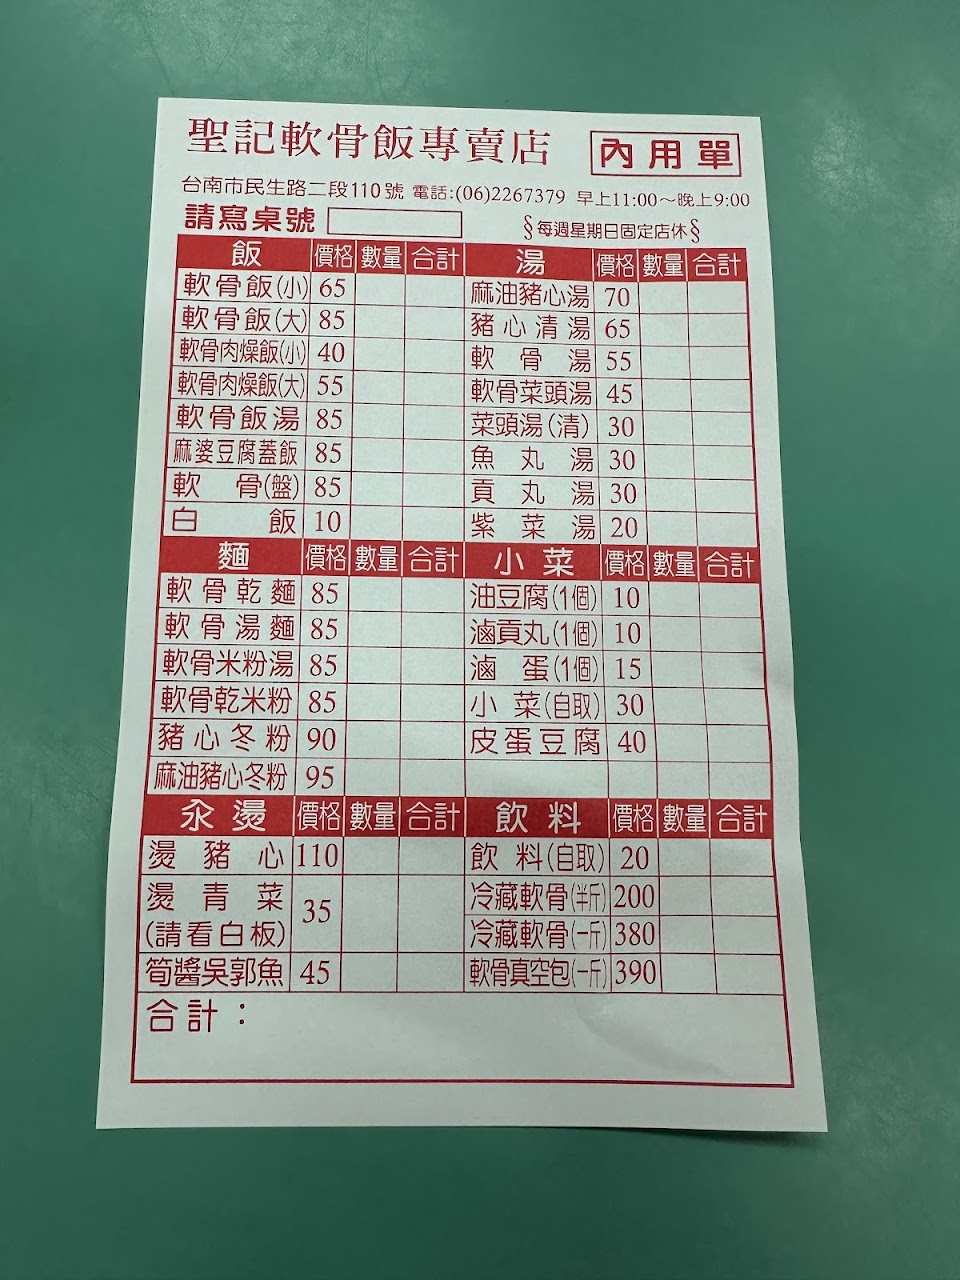 聖記軟骨飯專賣店 內用單
台南市民生路二段110號 電話:(06)2267379 早上11:00～晚上9:00
請寫桌號 §每週星期日固定店休§
飯 價格 數量 合計 湯 價格 數量 合計
軟骨飯(小) 65 麻油豬心湯 70
軟骨飯(大) 85 豬心清湯 65
軟骨肉燥飯(小) 40 軟骨湯 55
軟骨肉燥飯(大) 55 軟骨菜頭湯 45
軟骨飯湯 85 菜頭湯(清) 30
麻婆豆腐蓋飯 85 魚丸湯 30
軟骨(盤) 85 貢丸湯 30
白飯 10 紫菜湯 20
麵 價格 數量 合計 小菜 價格 數量 合計
軟骨乾麵 85 油豆腐(1個) 10
軟骨湯麵 85 滷貢丸(1個) 10
軟骨米粉湯 85 滷蛋(1個) 15
軟骨乾米粉 85 小菜(自取) 30
豬心冬粉 90 皮蛋豆腐 40
麻油豬心冬粉 95
汆燙 價格 數量 合計 飲料 價格 數量 合計
燙豬心 110 飲料(自取) 20
燙青菜 35 冷藏軟骨(半斤) 200
(請看白板) 冷藏軟骨(一斤) 380
筍醬吳郭魚 45 軟骨真空包(一斤) 390
合計：